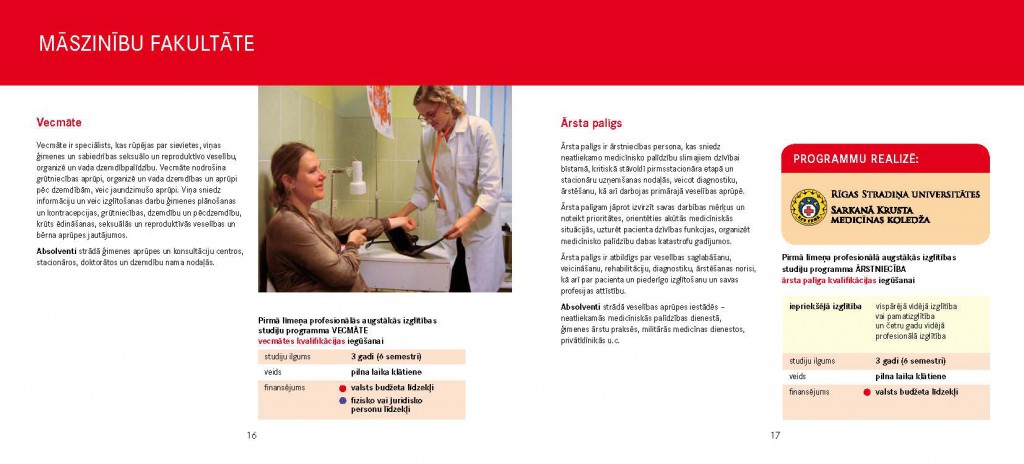 MĀSZINĪBU FAKULTĀTE
Vecmāte
Vecmāte ir speciālists, kas rūpējas par sievietes, viņas
ģimenes un sabiedrības seksuālo un reproduktīvo veselību,
organizē un vada dzemdībpalīdzību. Vecmāte nodrošina
grūtniecības aprūpi, organizē un vada dzemdības un aprūpi
pēc dzemdībām, veic jaundzimušo aprūpi. Viņa sniedz
informāciju un veic izglītošanas darbu ģimenes plānošanas
un kontracepcijas, grūtniecības, dzemdību un pēcdzemdību,
krūts ēdināšanas, seksuālās un reproduktīvās veselības un
bērna aprūpes jautājumos.
Absolventi strādā ģimenes aprūpes un konsultāciju centros,
stacionāros, doktorātos un dzemdību nama nodaļās.
Pirmā līmeņa profesionālās augstākās izglītības
studiju programma VECMĀTE
vecmātes kvalifikācijas iegūšanai
studiju ilgums 3 gadi (6 semestri)
veids pilna laika klātiene
finansējums valsts budžeta līdzekļi
fizisko vai juridisko
personu līdzekļi
16
Ārsta palīgs
Ārsta palīgs ir ārstniecības persona, kas sniedz
neatliekamo medicīnisko palīdzību slimajiem dzīvībai
bīstamā, kritiskā stāvoklī pirmsstacionāra etapā un
stacionāru uzņemšanas nodaļās, veicot diagnostiku,
ārstēšanu, kā arī darbojas primārajā veselības aprūpē.
Ārsta palīgam jāprot izvirzīt savas darbības mērķus un
noteikt prioritātes, orientēties akūtās medicīniskās
situācijās, uzturēt pacienta dzīvības funkcijas, organizēt
medicīnisko palīdzību dabas katastrofu gadījumos.
Ārsta palīgs ir atbildīgs par veselības saglabāšanu,
veicināšanu, rehabilitāciju, diagnostiku, ārstēšanas norisi,
kā arī par pacienta un piederīgo izglītošanu un savas
profesijas attīstību.
Absolventi strādā veselības aprūpes iestādēs –
neatliekamās medicīniskās palīdzības dienestā,
ģimenes ārstu praksēs, militārās medicīnas dienestos,
privātklīnikās u.c.
PROGRAMMU REALIZĒ:
RĪGAS STRADIŅA UNIVERSITĀTES
SARKANĀ KRUSTA
MEDICĪNAS KOLEDŽA
Pirmā līmeņa profesionālā augstākās izglītības
studiju programma ĀRSTNIECĪBA
ārsta palīga kvalifikācijas iegūšanai
iepriekšējā izglītība vispārējā vidējā izglītība
vai pamatizglītība
un četru gadu vidējā
profesionālā izglītība
studiju ilgums 3 gadi (6 semestri)
veids pilna laika klātiene
finansējums valsts budžeta līdzekļi
17